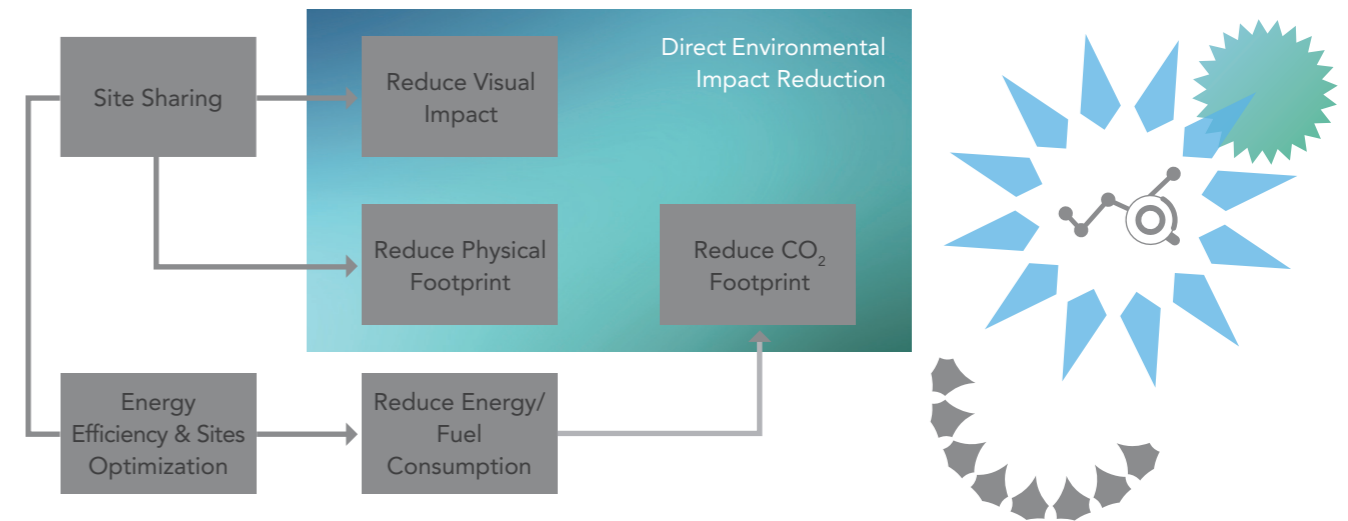 Direct Environmental
Impact Reduction
Site Sharing
Reduce Visual
Impact
Reduce Physical
Footprint
Reduce CO₂
Footprint
Energy
Efficiency & Sites
Optimization
Reduce Energy/
Fuel
Consumption